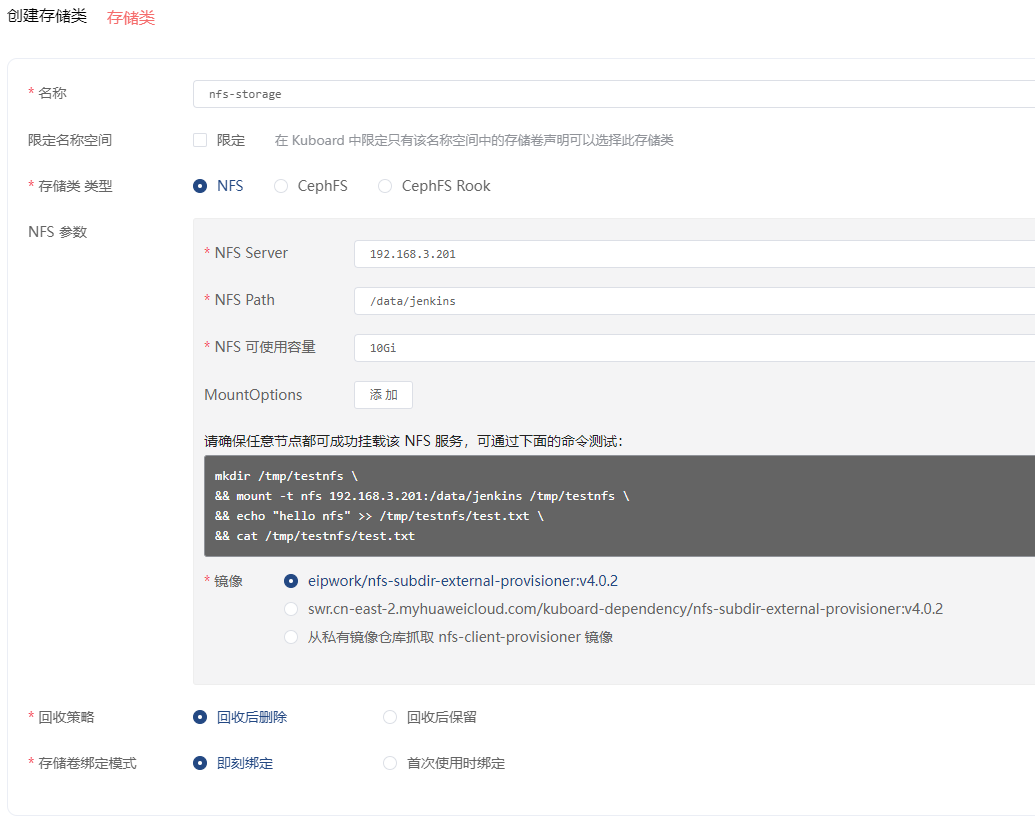 创建存储类 存储类
* 名称 nfs-storage
限定名称空间 限定 在 Kuboard 中限定只有该名称空间中的存储卷声明可以选择此存储类
* 存储类 类型 NFS CephFS CephFS Rook
NFS 参数
* NFS Server 192.168.3.201
* NFS Path /data/jenkins
* NFS 可使用容量 10Gi
MountOptions 添 加
请确保任意节点都可成功挂载该 NFS 服务，可通过下面的命令测试：
mkdir /tmp/testnfs \
&& mount -t nfs 192.168.3.201:/data/jenkins /tmp/testnfs \
&& echo "hello nfs" >> /tmp/testnfs/test.txt \
&& cat /tmp/testnfs/test.txt
* 镜像 eipwork/nfs-subdir-external-provisioner:v4.0.2
swr.cn-east-2.myhuaweicloud.com/kuboard-dependency/nfs-subdir-external-provisioner:v4.0.2
从私有镜像仓库抓取 nfs-client-provisioner 镜像
* 回收策略 回收后删除 回收后保留
* 存储卷绑定模式 即刻绑定 首次使用时绑定